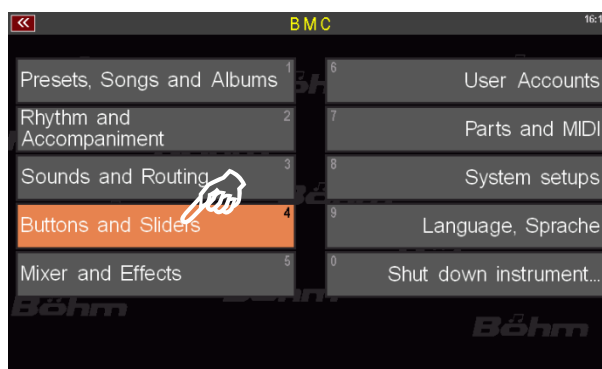 BMC
16:1
Presets, Songs and Albums 1
Rhythm and 2
Accompaniment
Sounds and Routing 3
Buttons and Sliders 4
Mixer and Effects 5
6 User Accounts
7 Parts and MIDI
8 System setups
9 Language, Sprache
0 Shut down instrument...
Böhm
Böhm